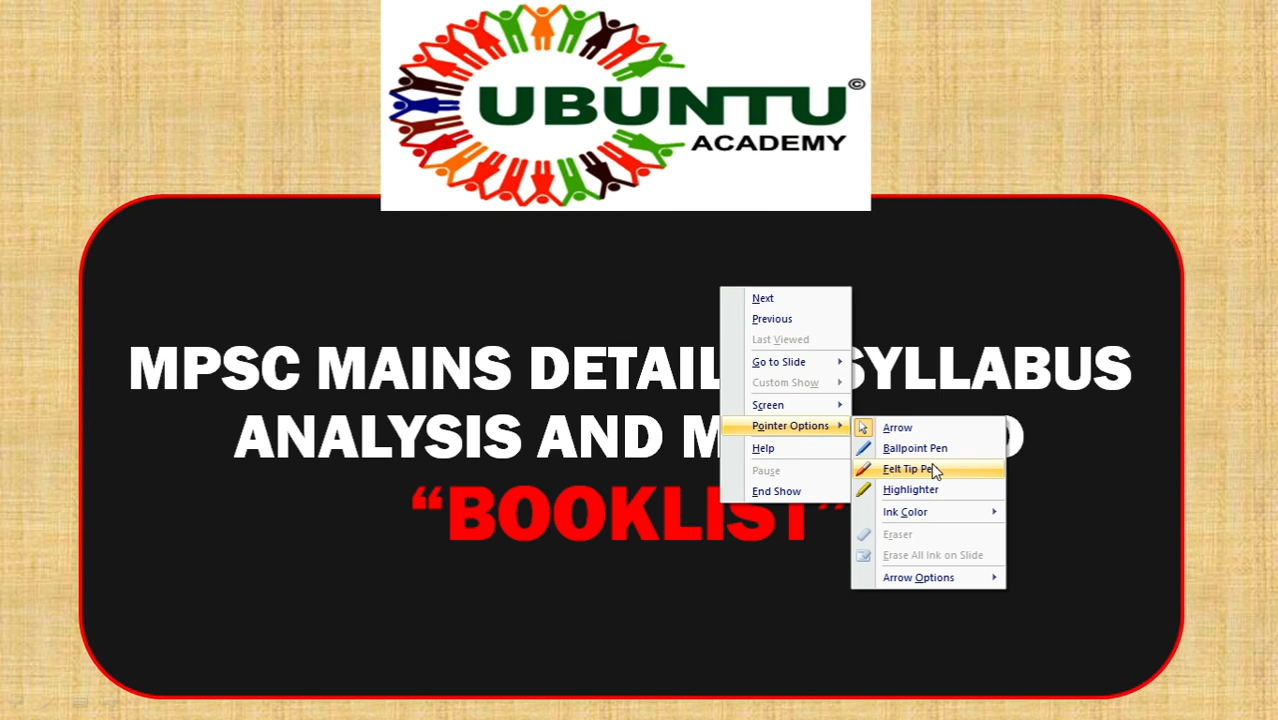 UBUNTU ©
ACADEMY
MPSC MAINS DETAIL SYLLABUS
ANALYSIS AND
“BOOKLIST”
Next
Previous
Last Viewed
Go to Slide
Custom Show
Screen
Pointer Options
Help
Pause
End Show
Arrow
Ballpoint Pen
Felt Tip Pen
Highlighter
Ink Color
Eraser
Erase All Ink on Slide
Arrow Options